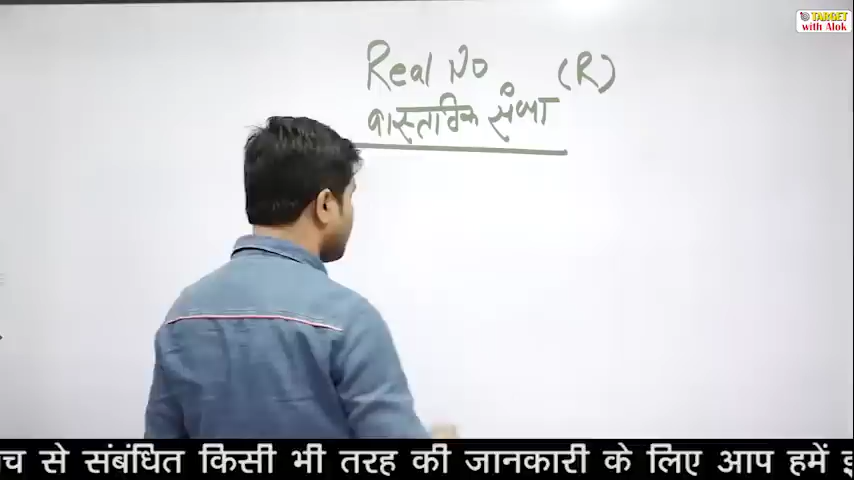 TARGET
with Alok
Real No (R)
वास्तविक संख्या
च से संबंधित किसी भी तरह की जानकारी के लिए आप हमें इ